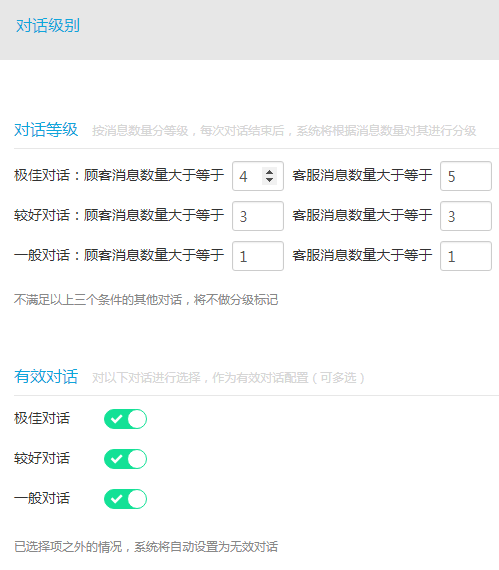 对话级别
对话等级 按消息数量分等级，每次对话结束后，系统将根据消息数量对其进行分级
极佳对话：顾客消息数量大于等于 4 客服消息数量大于等于 5
较好对话：顾客消息数量大于等于 3 客服消息数量大于等于 3
一般对话：顾客消息数量大于等于 1 客服消息数量大于等于 1
不满足以上三个条件的其他对话，将不做分级标记
有效对话 对以下对话进行选择，作为有效对话配置（可多选）
极佳对话
较好对话
一般对话
已选择项之外的情况，系统将自动设置为无效对话